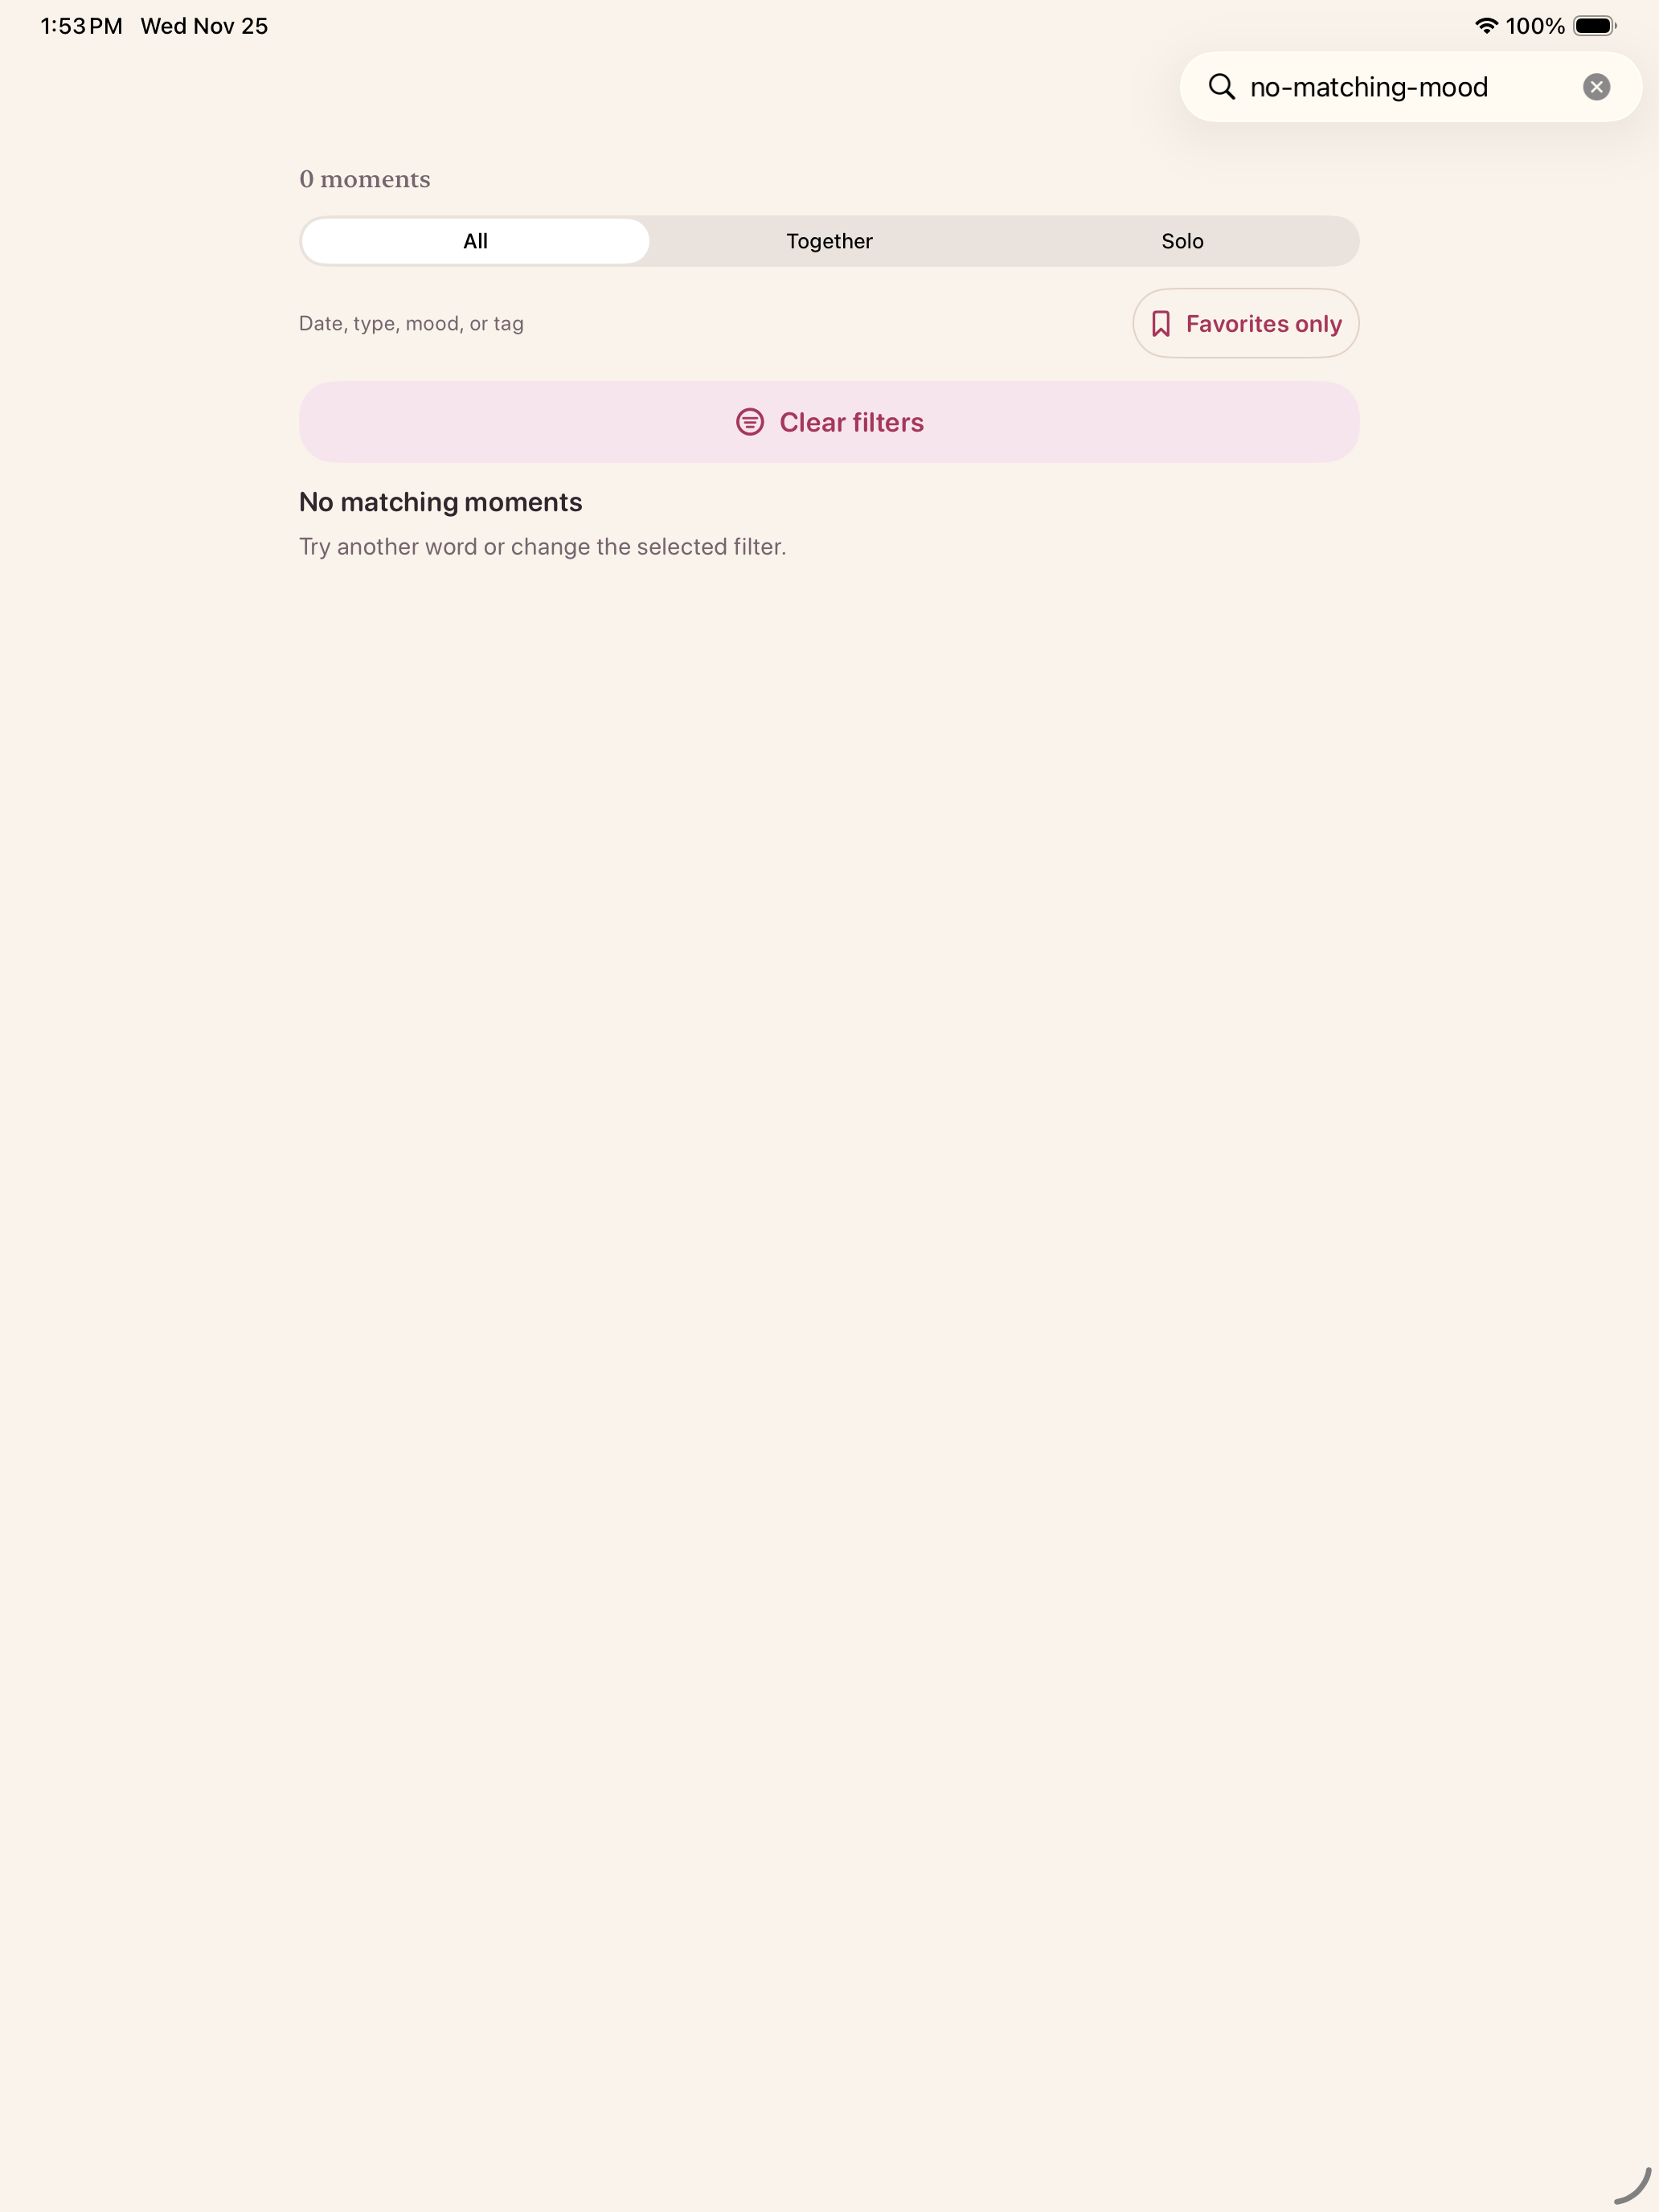 1:53 PM Wed Nov 25
100%
no-matching-mood
0 moments
All
Together
Solo
Date, type, mood, or tag
Favorites only
Clear filters
No matching moments
Try another word or change the selected filter.